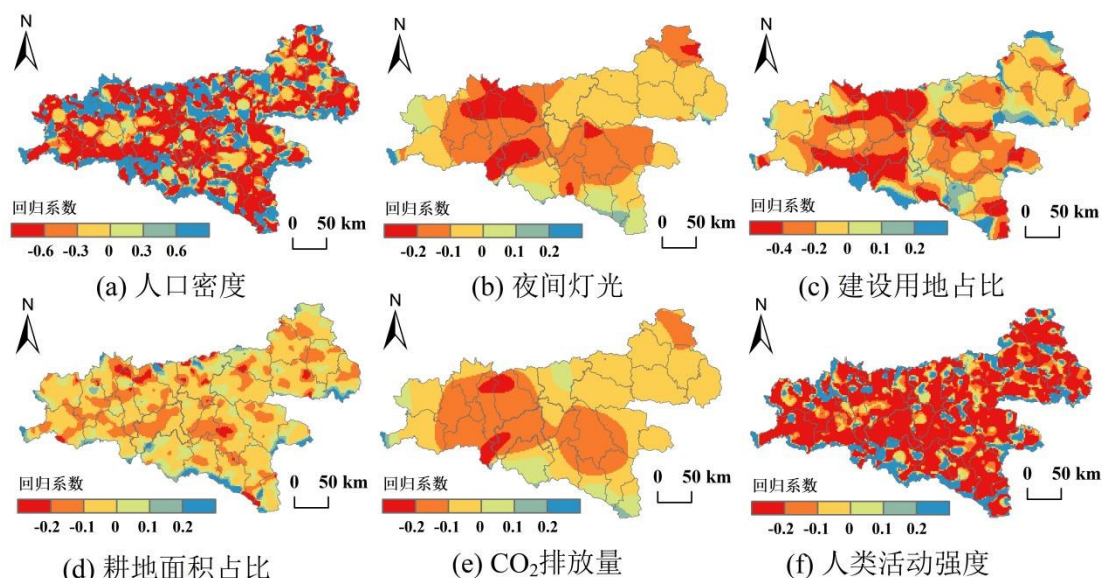 N
回归系数
-0.6 -0.3 0 0.3 0.6
0 50 km
(a) 人口密度
N
回归系数
-0.2 -0.1 0 0.1 0.2
0 50 km
(b) 夜间灯光
N
回归系数
-0.4 -0.2 0 0.1 0.2
0 50 km
(c) 建设用地占比
N
回归系数
-0.2 -0.1 0 0.1 0.2
0 50 km
(d) 耕地面积占比
N
回归系数
-0.2 -0.1 0 0.1 0.2
0 50 km
(e) CO₂排放量
N
回归系数
-0.2 -0.1 0 0.1 0.2
0 50 km
(f) 人类活动强度